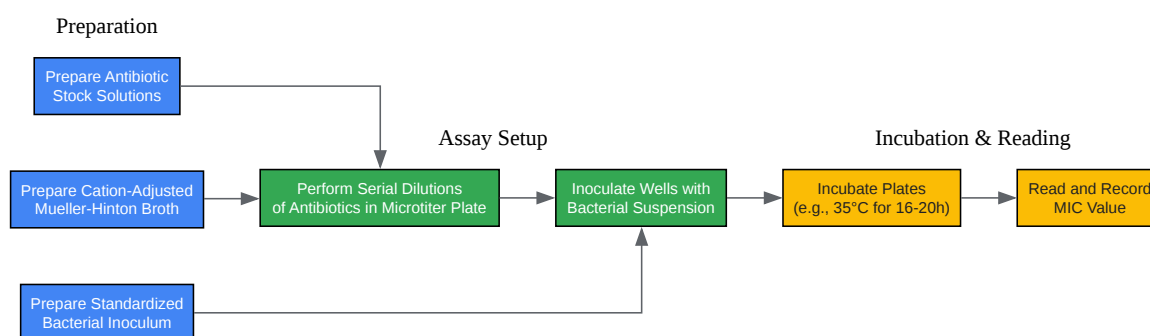 Preparation
Prepare Antibiotic
Stock Solutions
Assay Setup
Incubation & Reading
Prepare Cation-Adjusted
Mueller-Hinton Broth
Perform Serial Dilutions
of Antibiotics in Microtiter Plate
Inoculate Wells with
Bacterial Suspension
Incubate Plates
(e.g., 35°C for 16-20h)
Read and Record
MIC Value
Prepare Standardized
Bacterial Inoculum